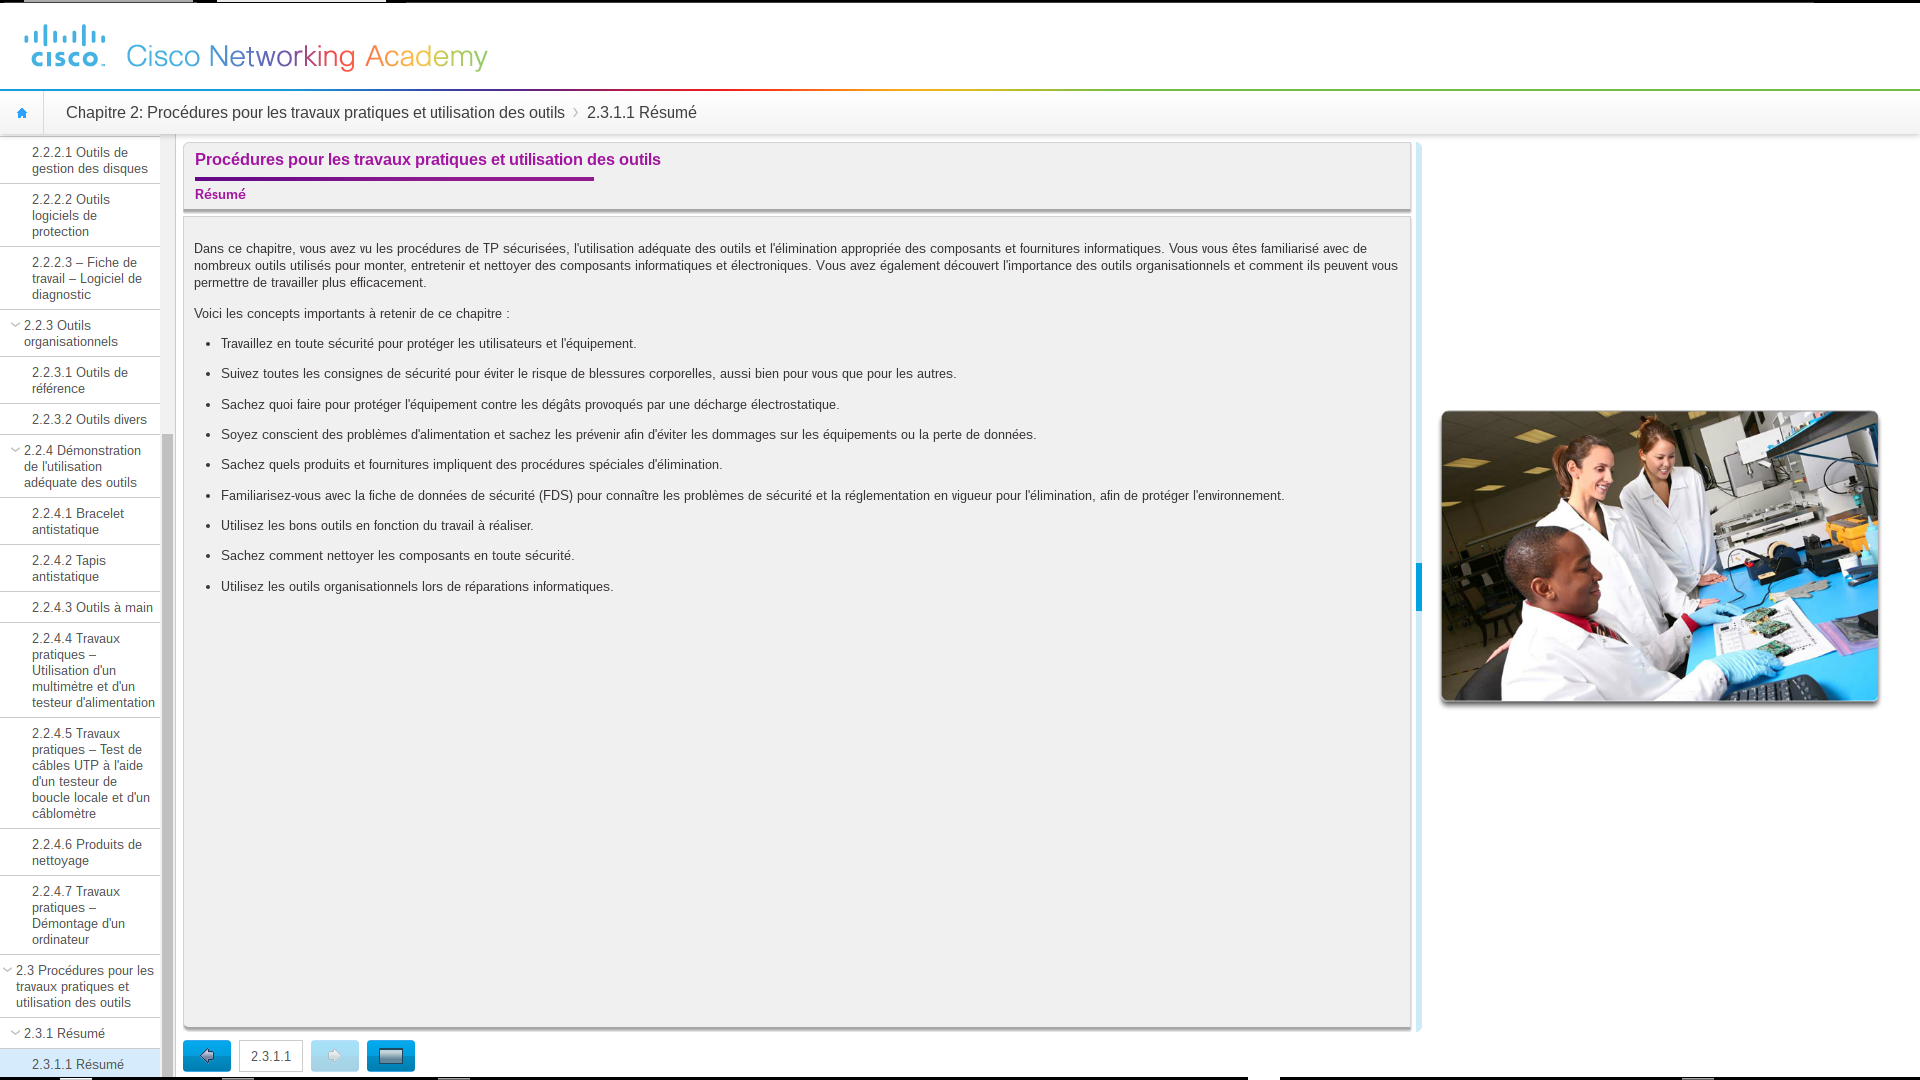 cisco
Cisco Networking Academy
Chapitre 2: Procédures pour les travaux pratiques et utilisation des outils
2.3.1.1 Résumé
2.2.2.1 Outils de
gestion des disques
2.2.2.2 Outils
logiciels de
protection
2.2.2.3 – Fiche de
travail – Logiciel de
diagnostic
2.2.3 Outils
organisationnels
2.2.3.1 Outils de
référence
2.2.3.2 Outils divers
2.2.4 Démonstration
de l'utilisation
adéquate des outils
2.2.4.1 Bracelet
antistatique
2.2.4.2 Tapis
antistatique
2.2.4.3 Outils à main
2.2.4.4 Travaux
pratiques –
Utilisation d'un
multimètre et d'un
testeur d'alimentation
2.2.4.5 Travaux
pratiques – Test de
câbles UTP à l'aide
d'un testeur de
boucle locale et d'un
câblomètre
2.2.4.6 Produits de
nettoyage
2.2.4.7 Travaux
pratiques –
Démontage d'un
ordinateur
2.3 Procédures pour les
travaux pratiques et
utilisation des outils
2.3.1 Résumé
2.3.1.1 Résumé
Procédures pour les travaux pratiques et utilisation des outils
Résumé
Dans ce chapitre, vous avez vu les procédures de TP sécurisées, l'utilisation adéquate des outils et l'élimination appropriée des composants et fournitures informatiques. Vous vous êtes familiarisé avec de
nombreux outils utilisés pour monter, entretenir et nettoyer des composants informatiques et électroniques. Vous avez également découvert l'importance des outils organisationnels et comment ils peuvent vous
permettre de travailler plus efficacement.
Voici les concepts importants à retenir de ce chapitre :
• Travaillez en toute sécurité pour protéger les utilisateurs et l'équipement.
• Suivez toutes les consignes de sécurité pour éviter le risque de blessures corporelles, aussi bien pour vous que pour les autres.
• Sachez quoi faire pour protéger l'équipement contre les dégâts provoqués par une décharge électrostatique.
• Soyez conscient des problèmes d'alimentation et sachez les prévenir afin d'éviter les dommages sur les équipements ou la perte de données.
• Sachez quels produits et fournitures impliquent des procédures spéciales d'élimination.
• Familiarisez-vous avec la fiche de données de sécurité (FDS) pour connaître les problèmes de sécurité et la réglementation en vigueur pour l'élimination, afin de protéger l'environnement.
• Utilisez les bons outils en fonction du travail à réaliser.
• Sachez comment nettoyer les composants en toute sécurité.
• Utilisez les outils organisationnels lors de réparations informatiques.
2.3.1.1